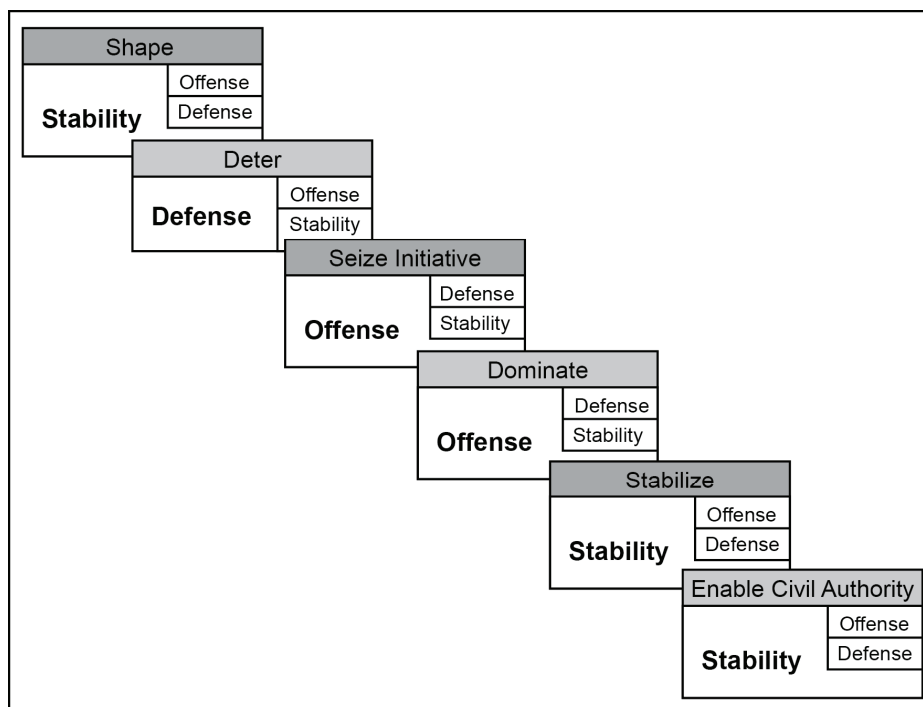 Shape
Offense
Stability
Defense
Deter
Offense
Defense
Stability
Seize Initiative
Defense
Offense
Stability
Dominate
Defense
Offense
Stability
Stabilize
Offense
Stability
Defense
Enable Civil Authority
Offense
Stability
Defense